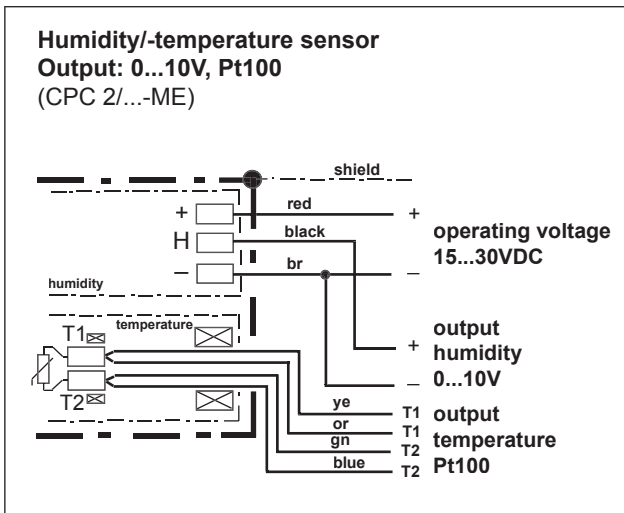 Humidity/-temperature sensor
Output: 0...10V, Pt100
(CPC 2/...-ME)
shield
+ red +
H black
operating voltage
15...30VDC
– br –
humidity
temperature
T1
T2
+ output
humidity
– 0...10V
ye T1 output
or T1 temperature
gn T2
blue T2 Pt100